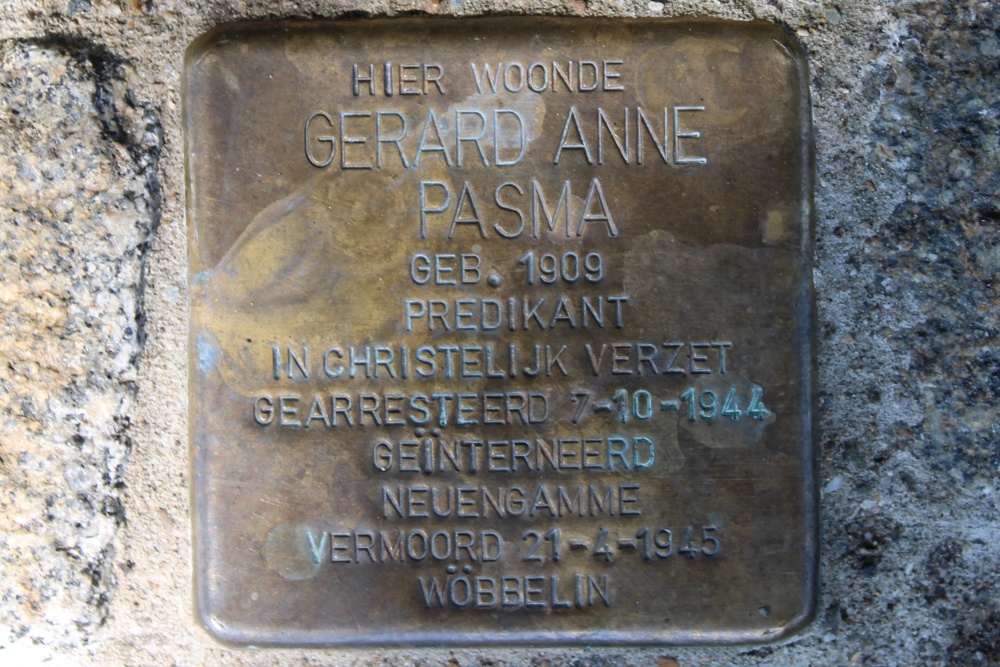 HIER WOONDE
GERARD ANNE
PASMA
GEB. 1909
PREDIKANT
IN CHRISTELIJK VERZET
GEARRESTEERD 7-10-1944
GEÏNTERNEERD
NEUENGAMME
VERMOORD 21-4-1945
WÖBBELIN